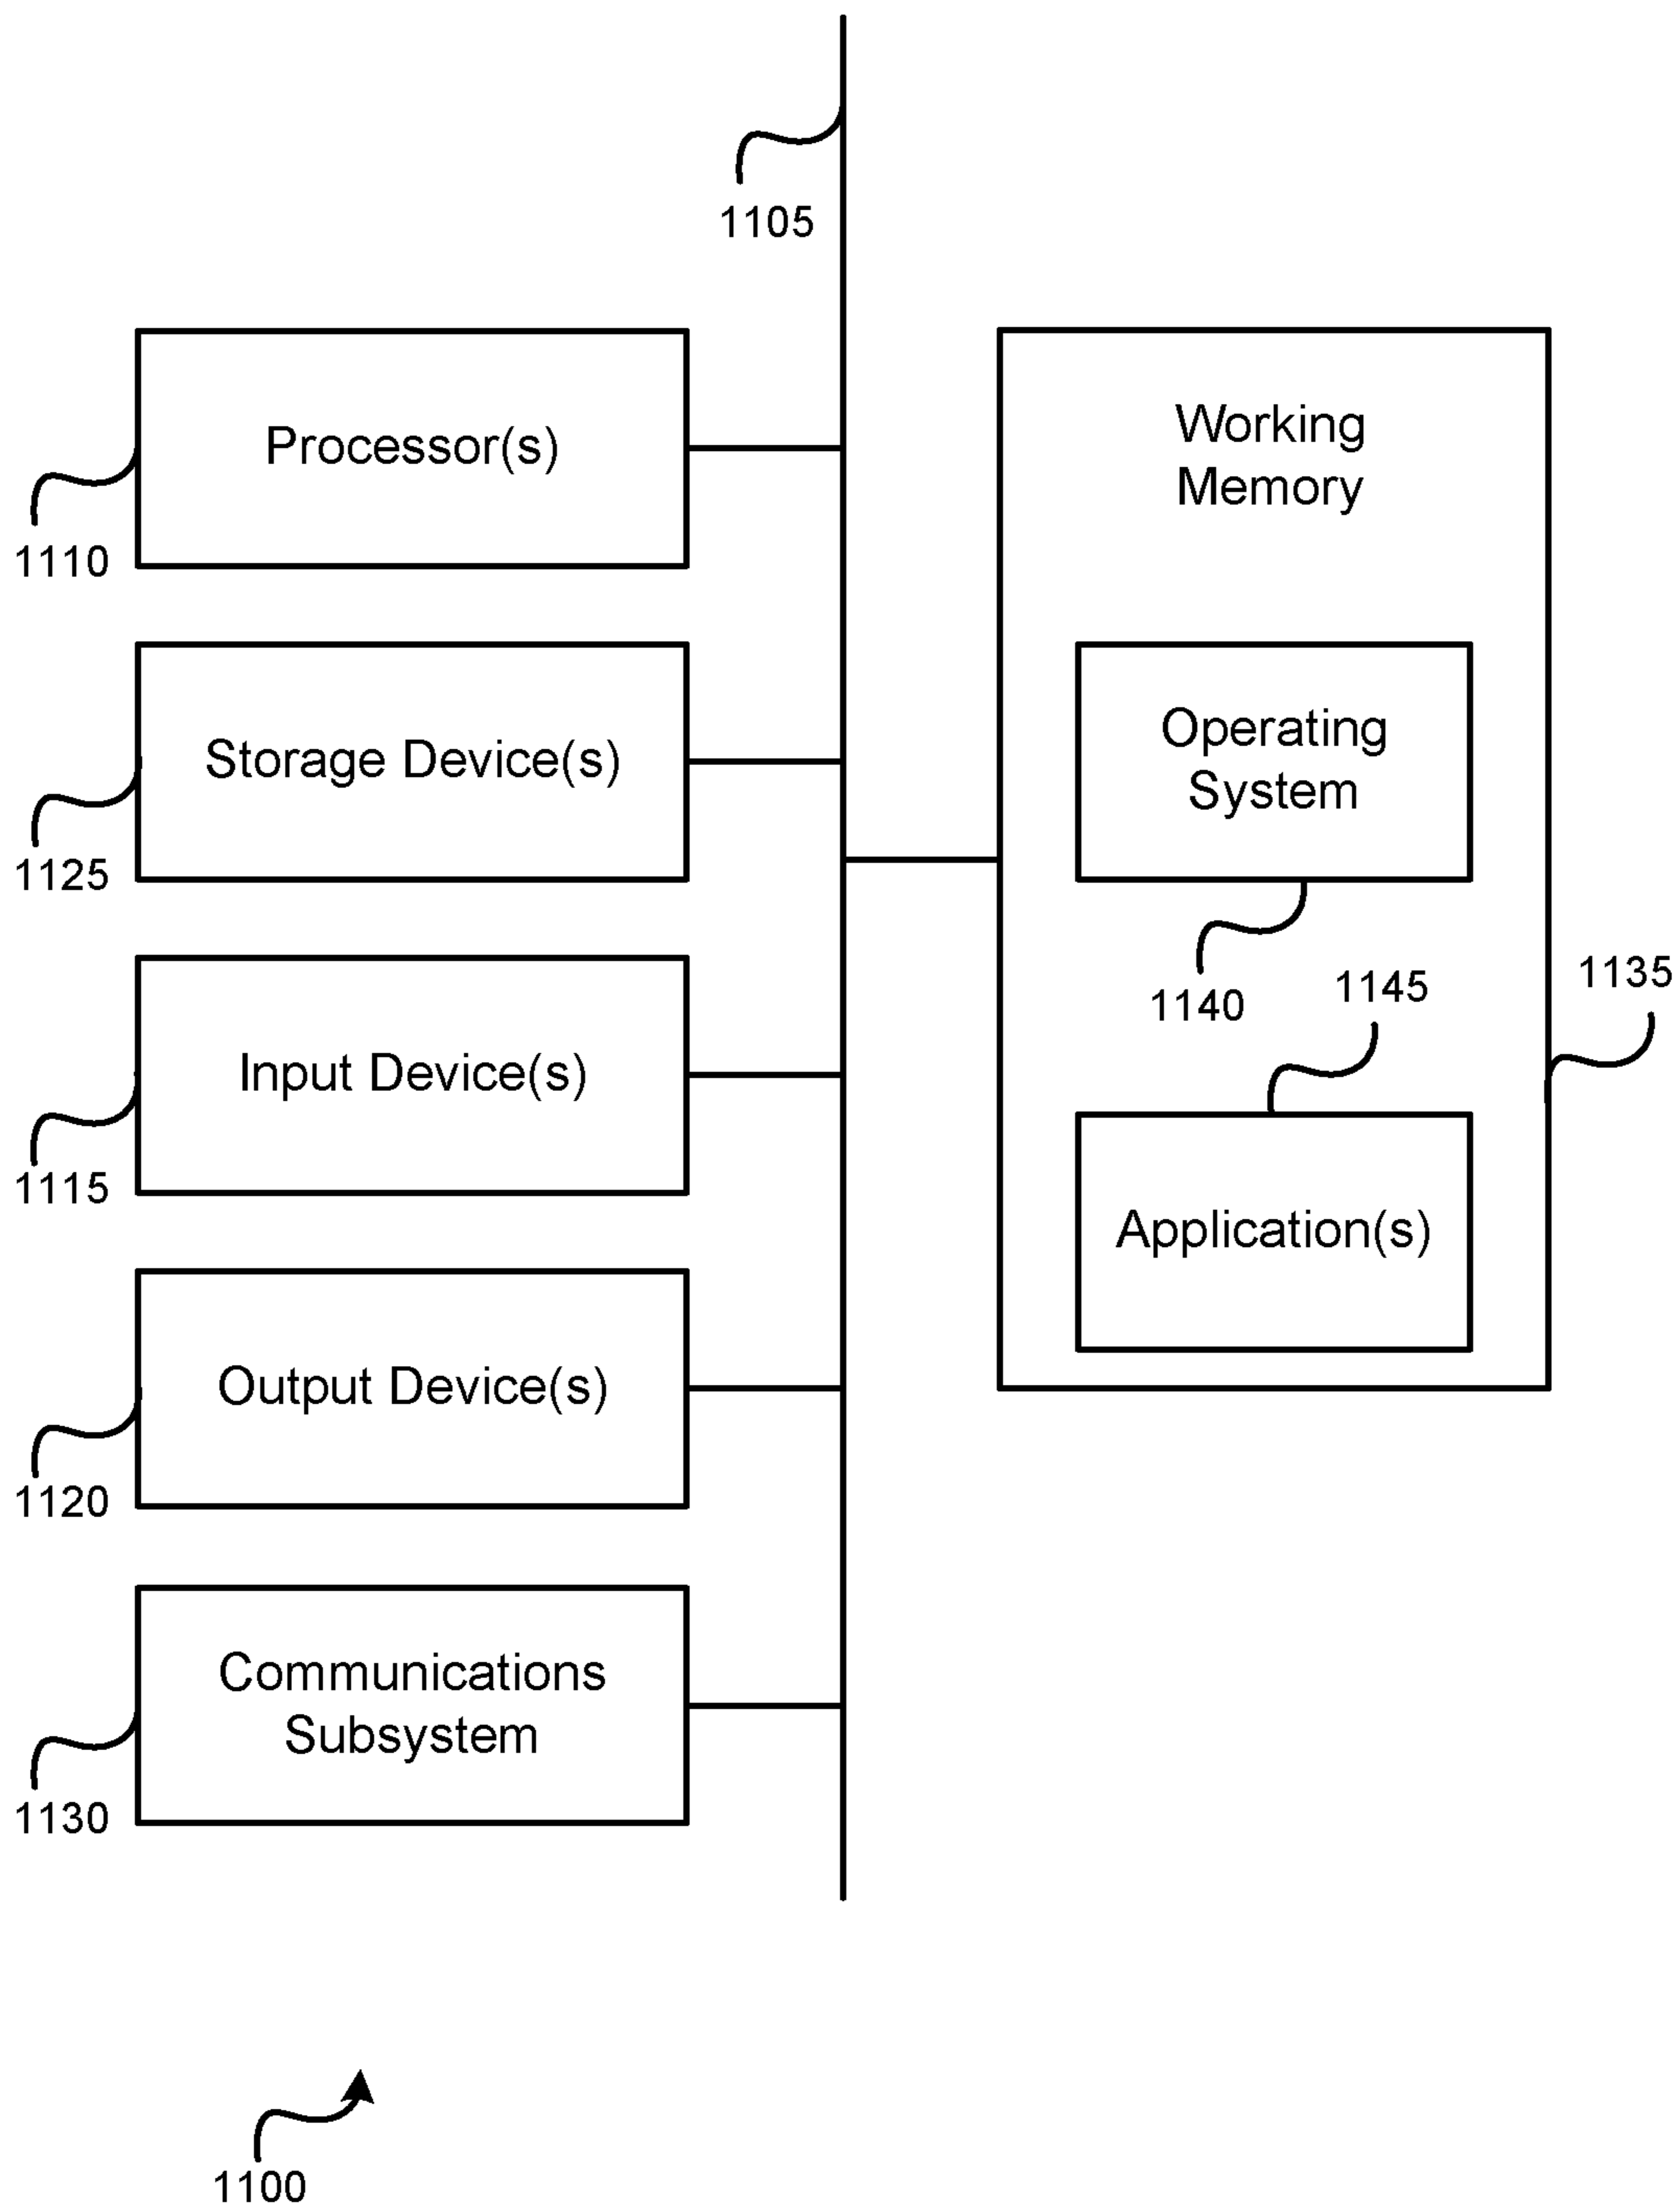 1105
Processor(s)
1110
Working
Memory
Storage Device(s)
1125
Operating
System
1140
Input Device(s)
1115
1145
1135
Application(s)
Output Device(s)
1120
Communications
Subsystem
1130
1100